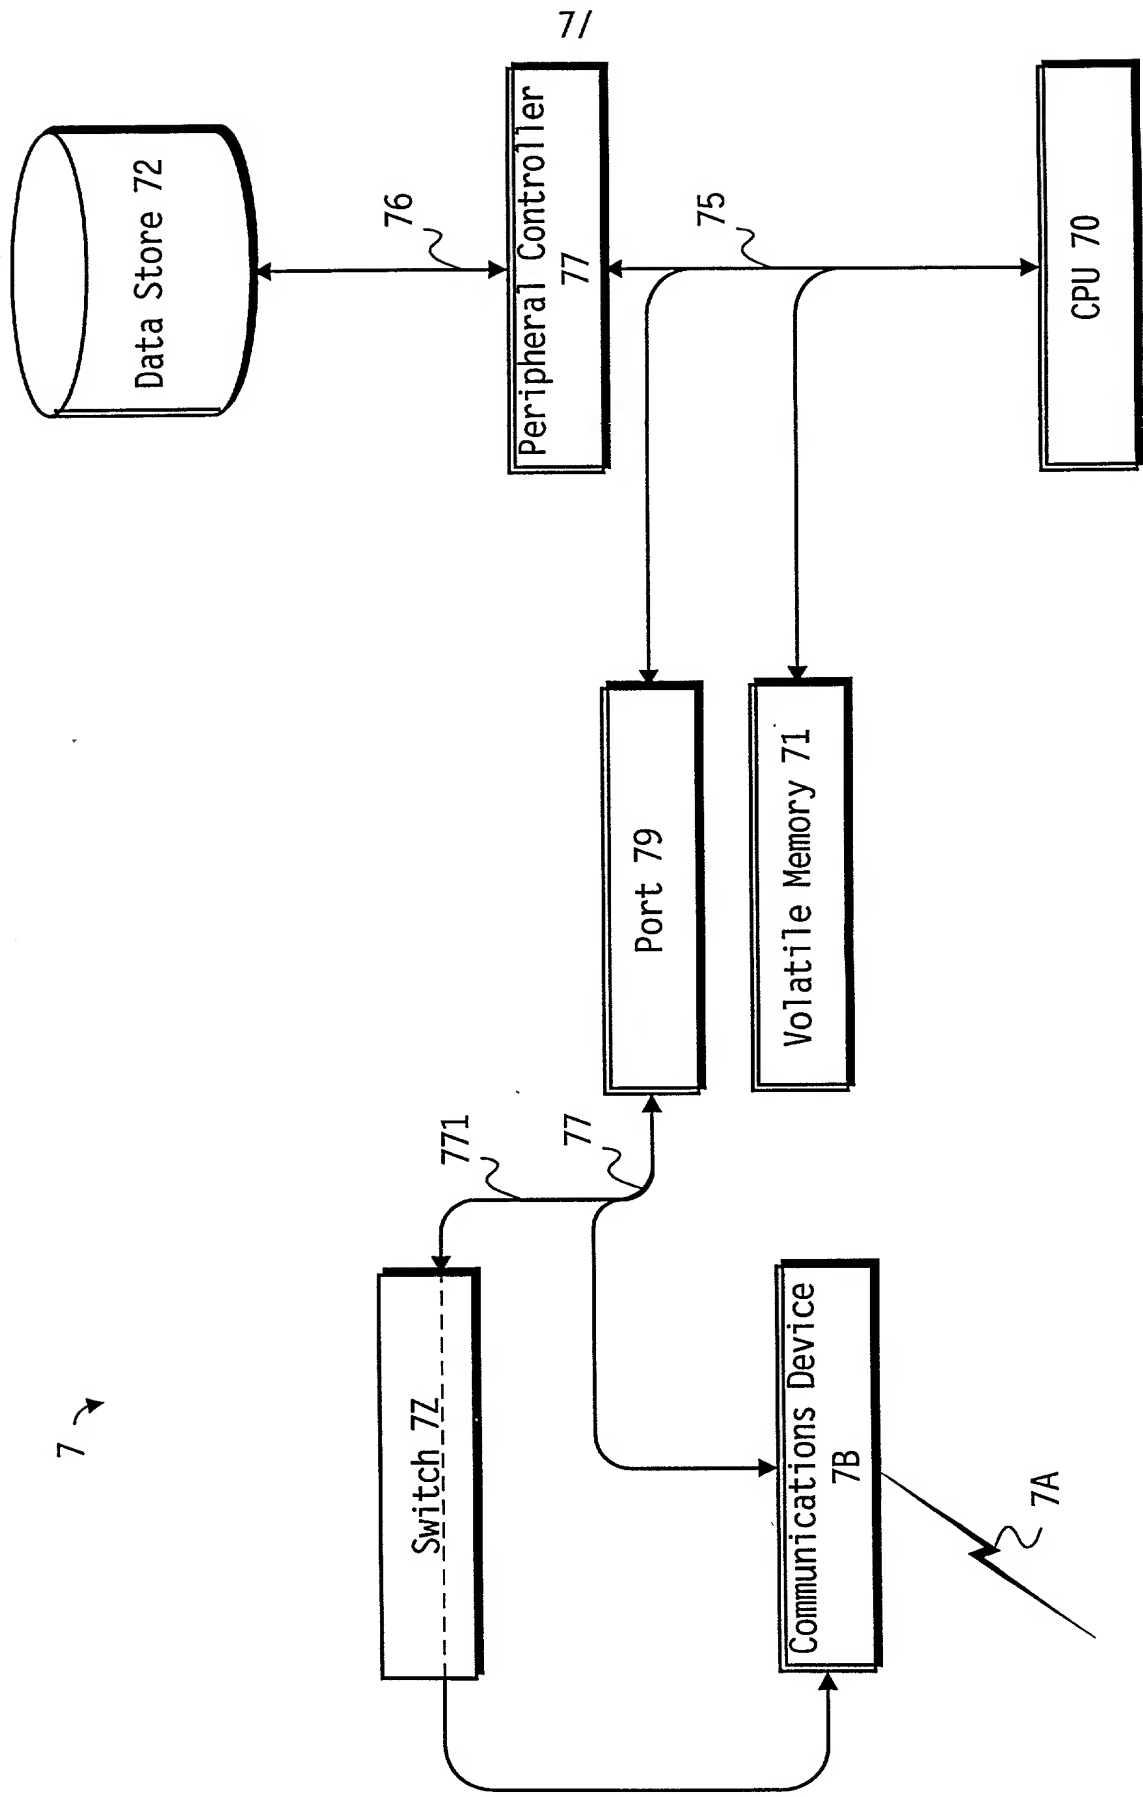 7/
Data Store 72
76
Peripheral Controller
77
75
CPU 70
Port 79
Volatile Memory 71
771
77
7
Switch 7Z
Communications Device
7B
7A